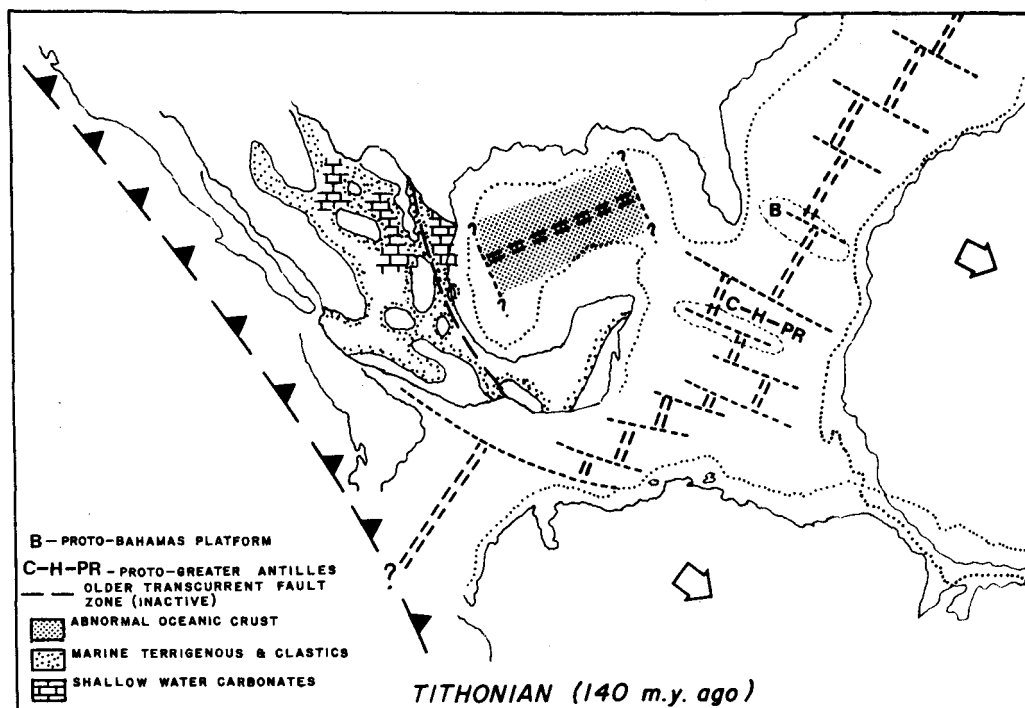 B
C-H-PR
?
?
?
?
?
B – PROTO-BAHAMAS PLATFORM
C-H-PR – PROTO-GREATER ANTILLES
OLDER TRANSCURRENT FAULT
ZONE (INACTIVE)
ABNORMAL OCEANIC CRUST
MARINE TERRIGENOUS & CLASTICS
SHALLOW WATER CARBONATES
TITHONIAN (140 m.y. ago)